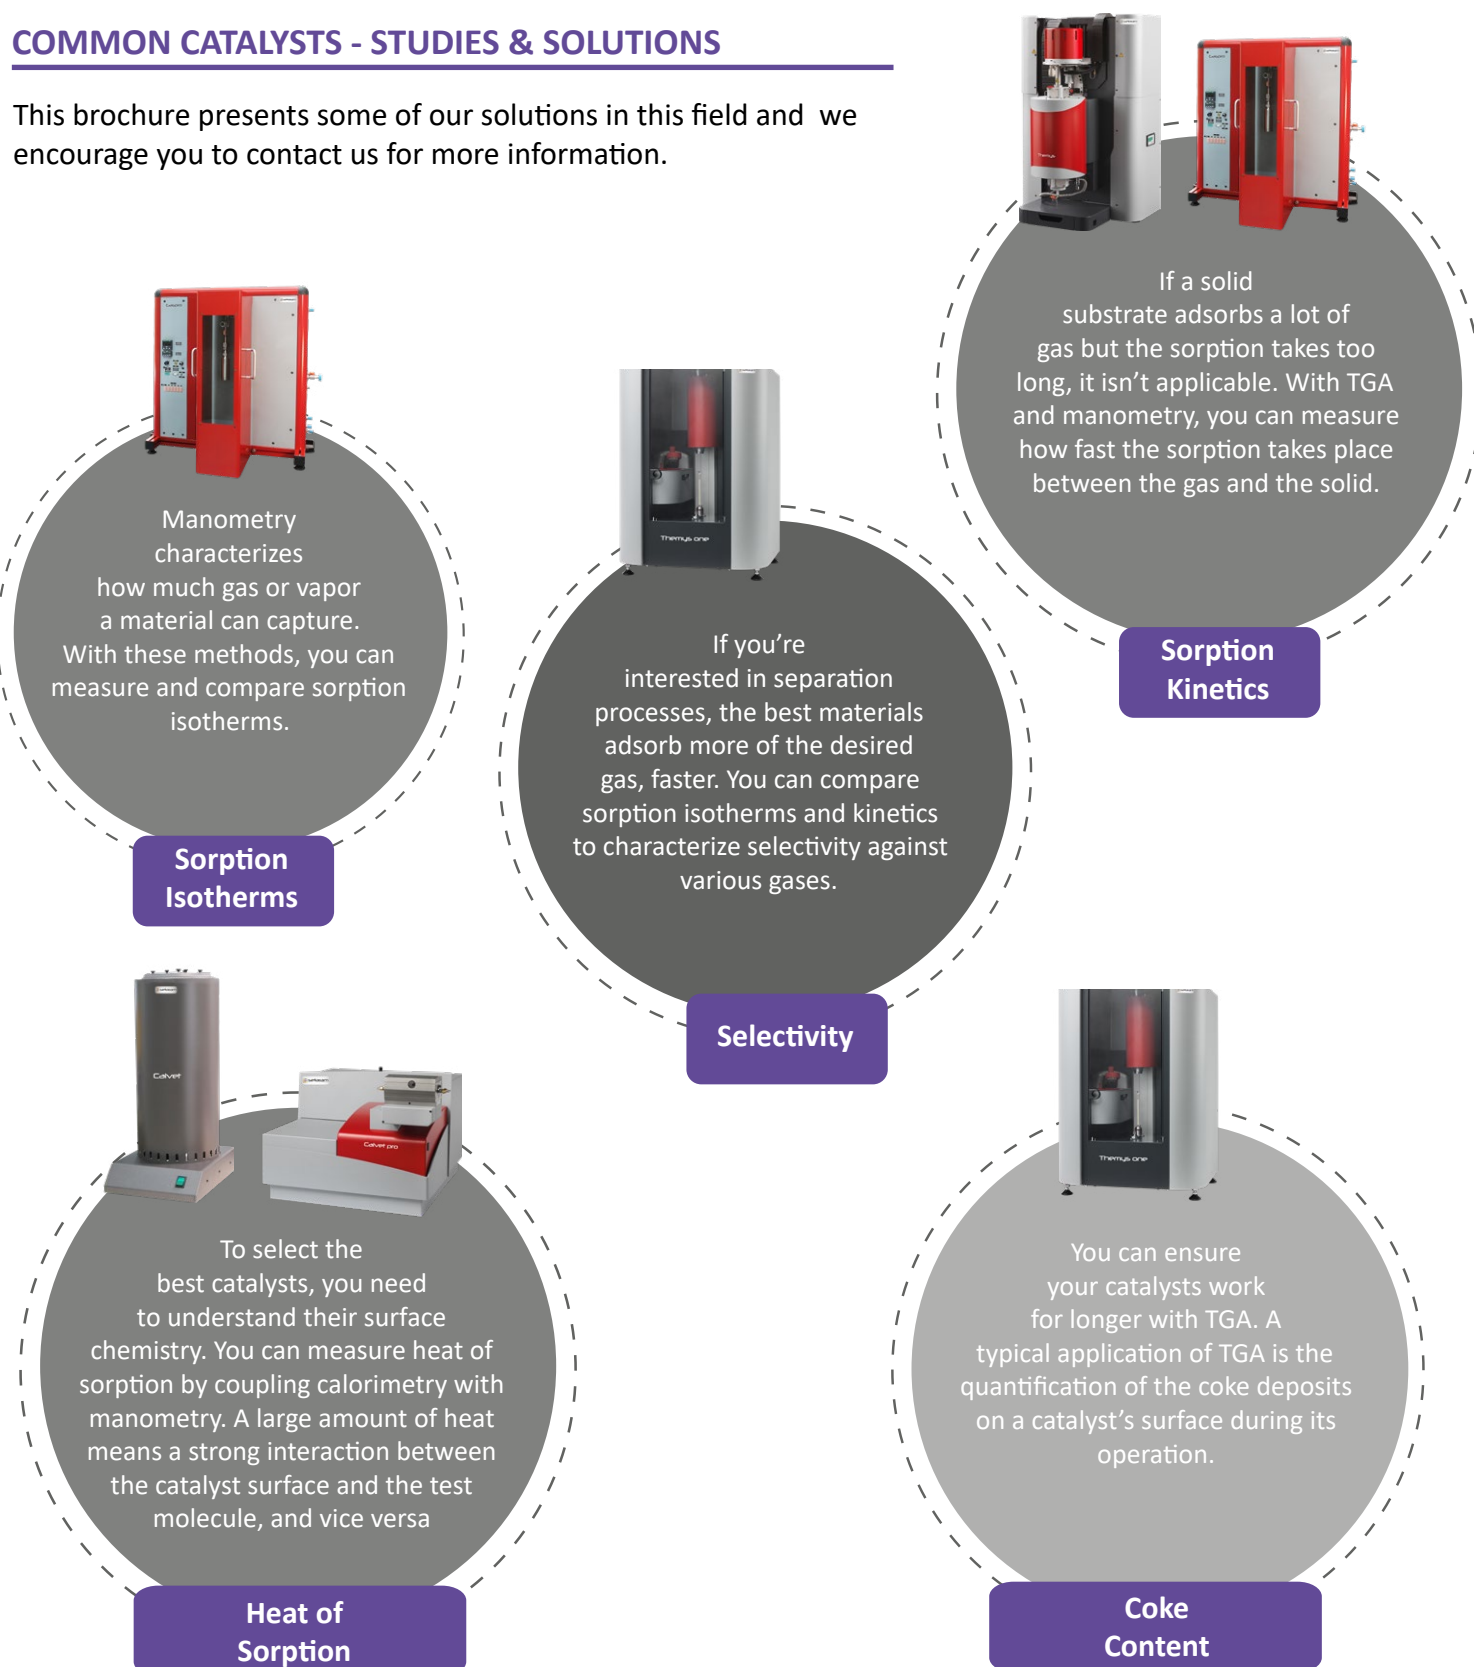 COMMON CATALYSTS - STUDIES & SOLUTIONS
This brochure presents some of our solutions in this field and we
encourage you to contact us for more information.
Themys
If a solid
substrate adsorbs a lot of
gas but the sorption takes too
long, it isn't applicable. With TGA
and manometry, you can measure
how fast the sorption takes place
between the gas and the solid.
Sorption
Kinetics
Manometry
characterizes
how much gas or vapor
a material can capture.
With these methods, you can
measure and compare sorption
isotherms.
Sorption
Isotherms
Themys one
If you're
interested in separation
processes, the best materials
adsorb more of the desired
gas, faster. You can compare
sorption isotherms and kinetics
to characterize selectivity against
various gases.
Selectivity
Calvet
Calvet pro
To select the
best catalysts, you need
to understand their surface
chemistry. You can measure heat of
sorption by coupling calorimetry with
manometry. A large amount of heat
means a strong interaction between
the catalyst surface and the test
molecule, and vice versa
Heat of
Sorption
Themys one
You can ensure
your catalysts work
for longer with TGA. A
typical application of TGA is the
quantification of the coke deposits
on a catalyst's surface during its
operation.
Coke
Content